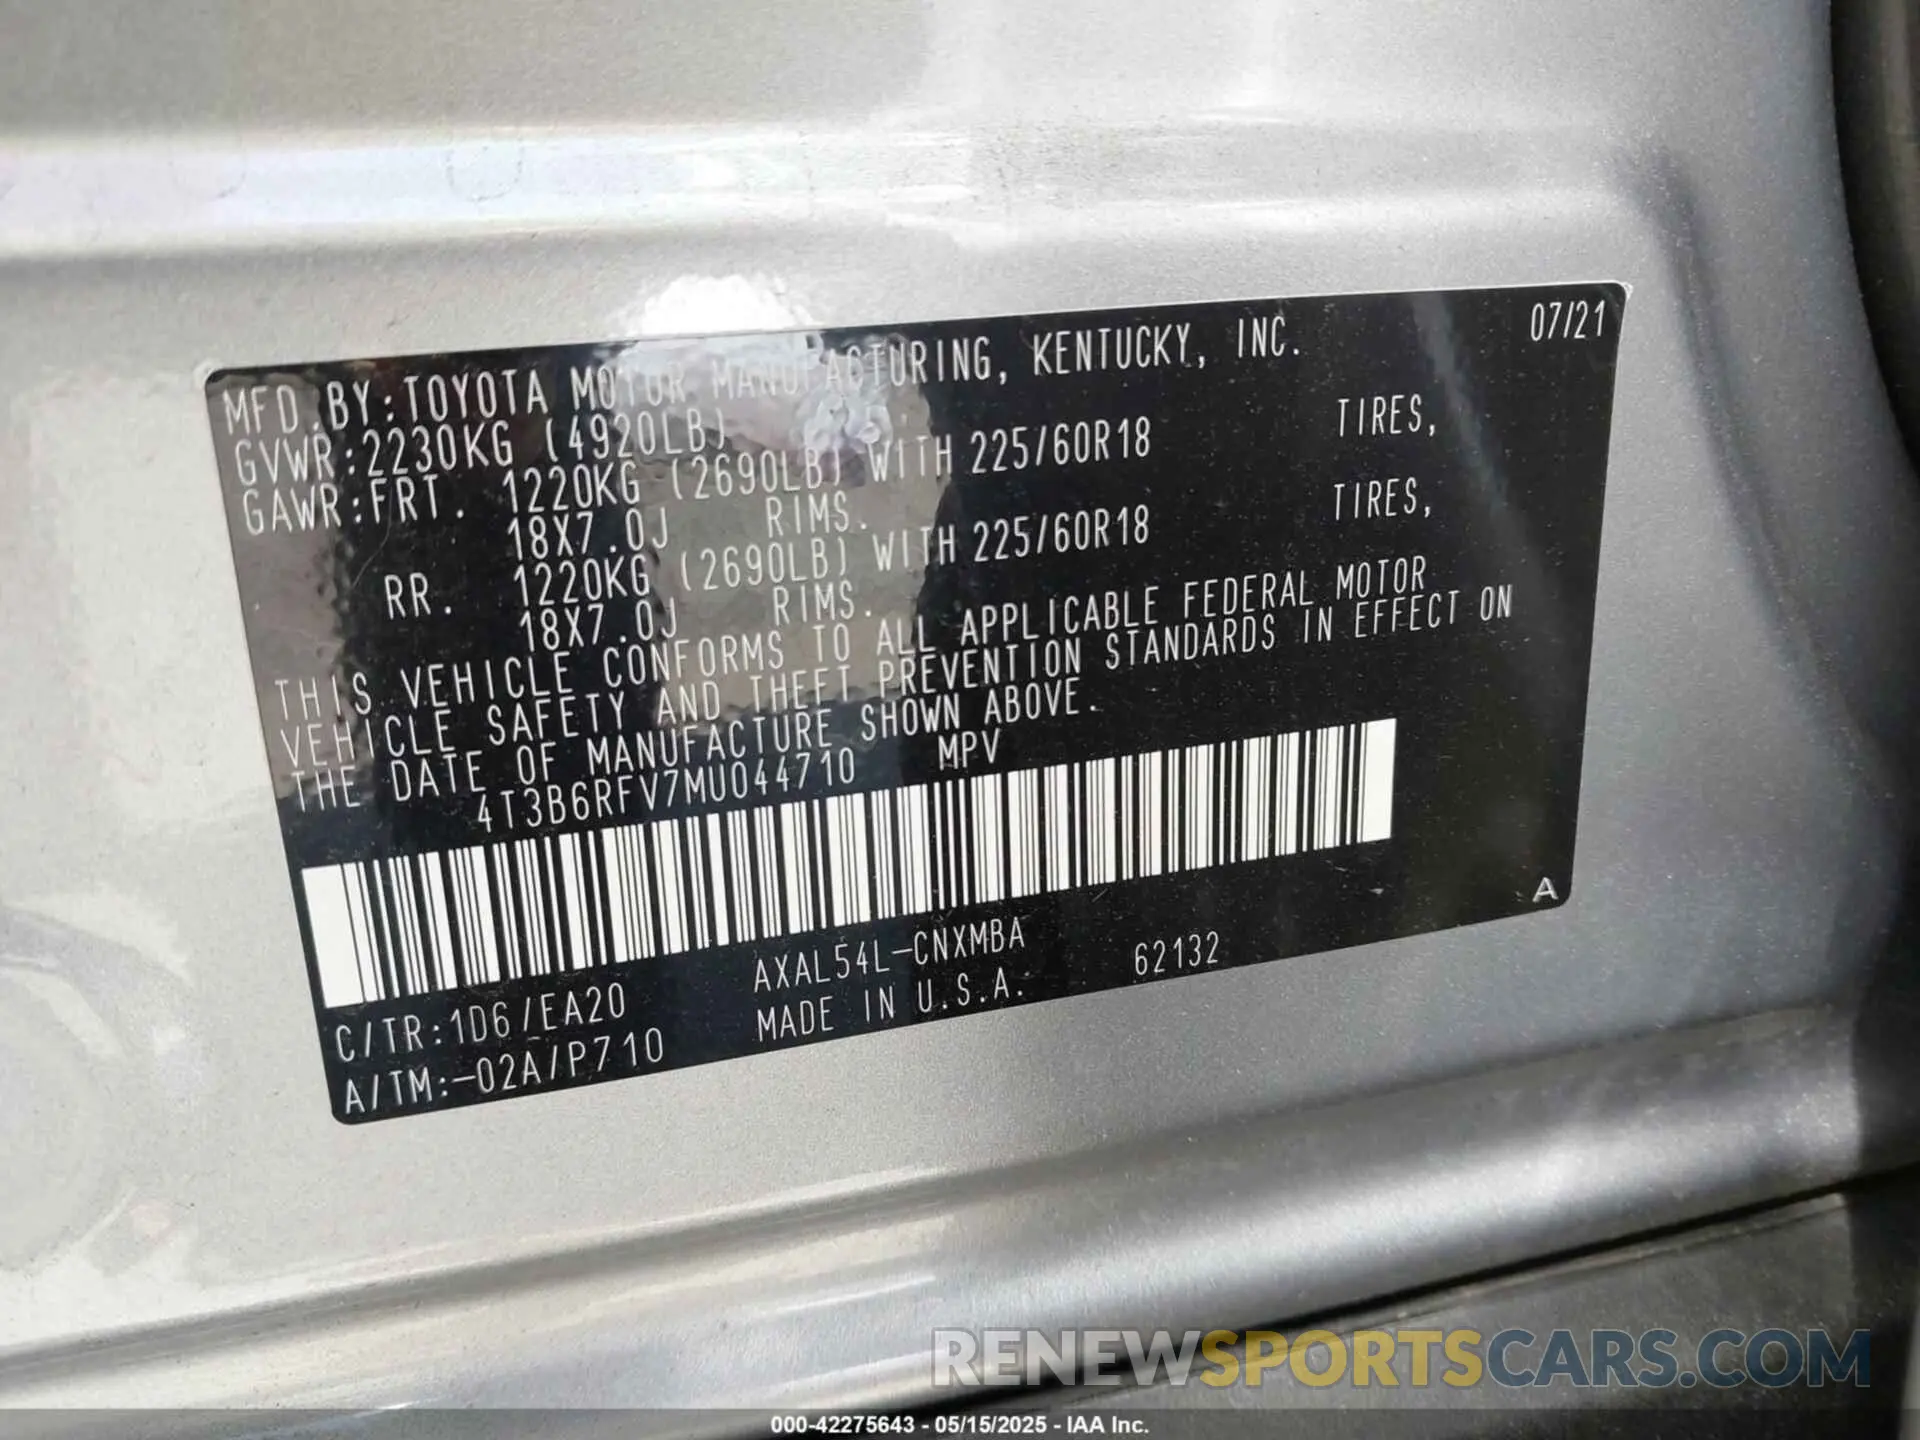 07/21
MFD.BY:TOYOTA MOTOR MANUFACTURING, KENTUCKY, INC.
GVWR:2230KG (4920LB)
GAWR:FRT. 1220KG (2690LB) WITH 225/60R18 TIRES,
18X7.0J RIMS.
RR. 1220KG (2690LB) WITH 225/60R18 TIRES,
18X7.0J RIMS.
THIS VEHICLE CONFORMS TO ALL APPLICABLE FEDERAL MOTOR
VEHICLE SAFETY AND THEFT PREVENTION STANDARDS IN EFFECT ON
THE DATE OF MANUFACTURE SHOWN ABOVE.
4T3B6RFV7MU044710 MPV
A
C/TR:1D6/EA20 AXAL54L-CNXMBA 62132
A/TM:-02A/P710 MADE IN U.S.A.
RENEWSPORTSCARS.COM
000-42275643 - 05/15/2025 - IAA Inc.